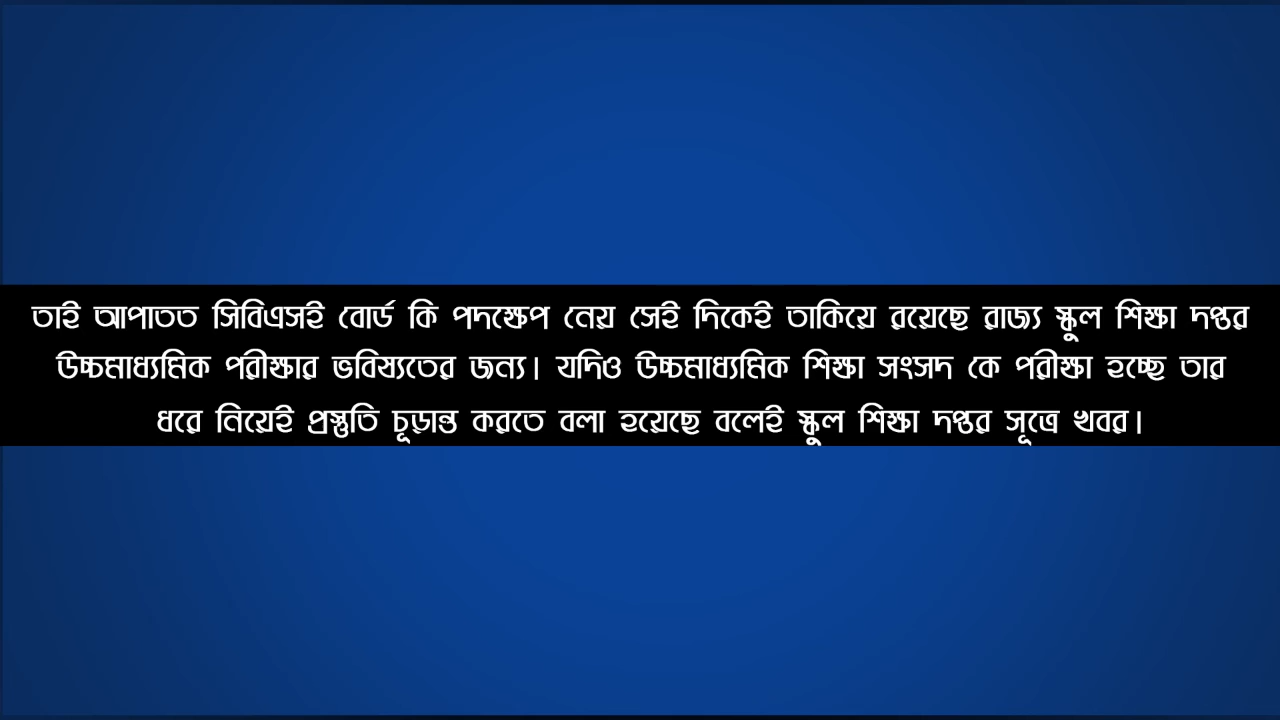 তাই আপাতত সিবিএসই বোর্ড কি পদক্ষেপ নেয় সেই দিকেই তাকিয়ে রয়েছে রাজ্য স্কুল শিক্ষা দপ্তর
উচ্চমাধ্যমিক পরীক্ষার ভবিষ্যতের জন্য। যদিও উচ্চমাধ্যমিক শিক্ষা সংসদ কে পরীক্ষা হচ্ছে তার
ধরে নিয়েই প্রস্তুতি চূড়ান্ত করতে বলা হয়েছে বলেই স্কুল শিক্ষা দপ্তর সূত্রে খবর।